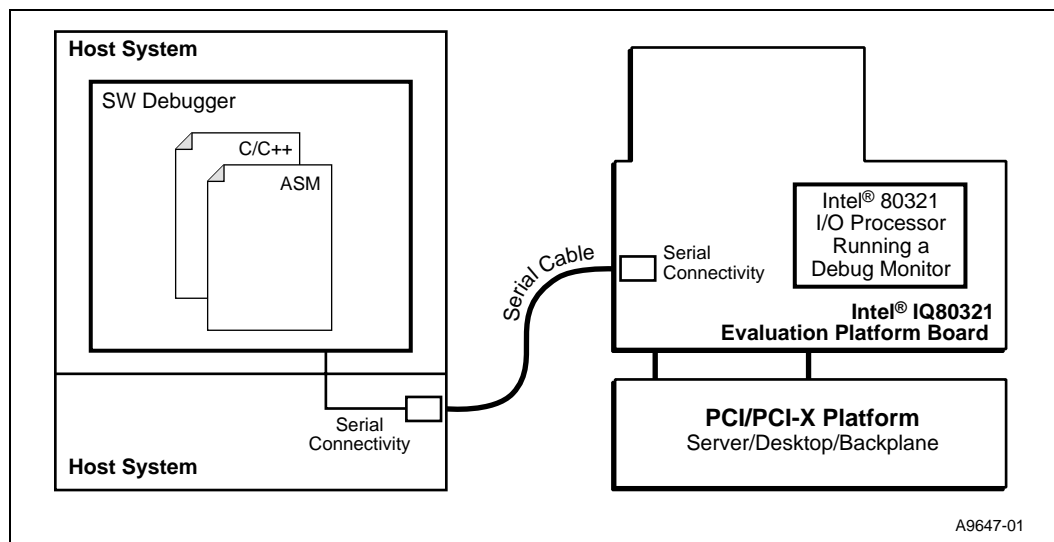 Host System
SW Debugger
C/C++
ASM
Serial
Connectivity
Host System
Serial Cable
Serial
Connectivity
Intel® 80321
I/O Processor
Running a
Debug Monitor
Intel® IQ80321
Evaluation Platform Board
PCI/PCI-X Platform
Server/Desktop/Backplane
A9647-01